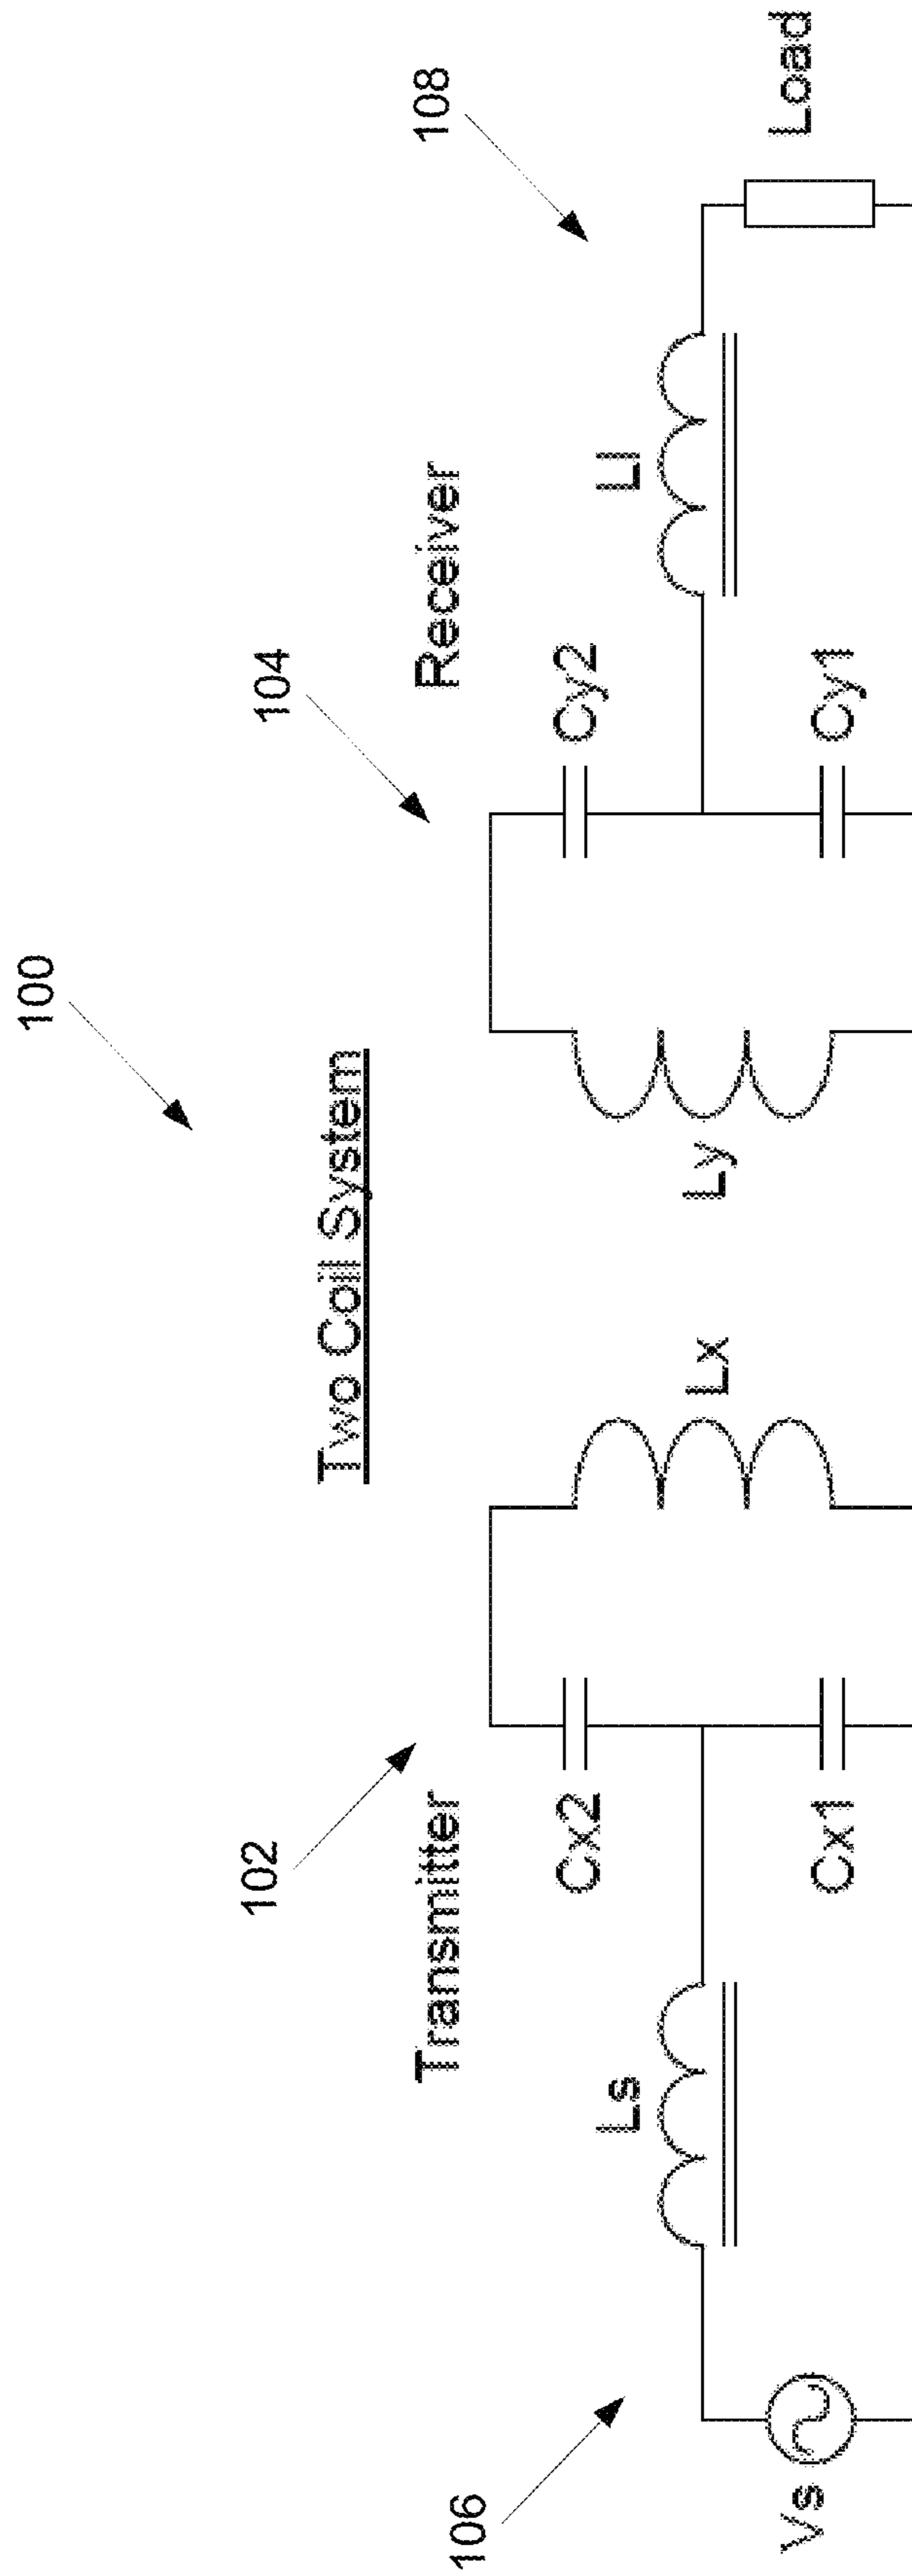 100
Two Coil System
102
104
106
108
Transmitter
Receiver
Vs
Ls
Cx2
Cx1
Lx
Ly
Cy2
Cy1
Ll
Load